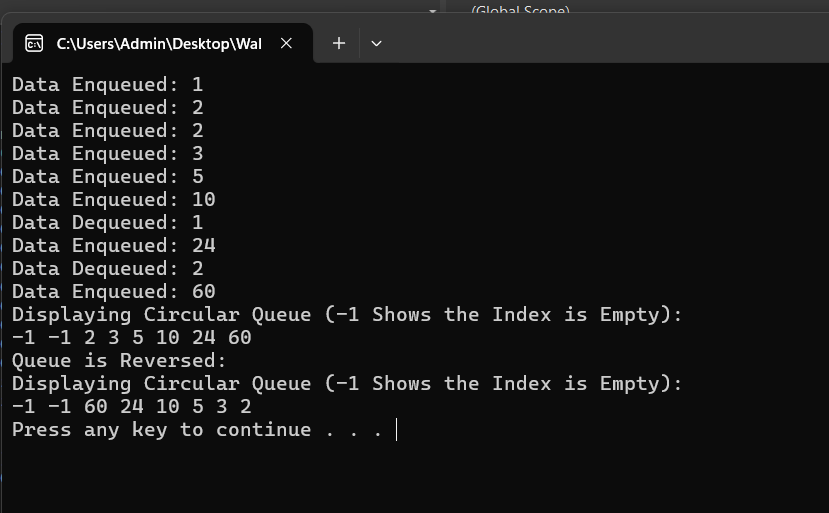 (Global Scope)
C:\Users\Admin\Desktop\Wal
Data Enqueued: 1
Data Enqueued: 2
Data Enqueued: 2
Data Enqueued: 3
Data Enqueued: 5
Data Enqueued: 10
Data Dequeued: 1
Data Enqueued: 24
Data Dequeued: 2
Data Enqueued: 60
Displaying Circular Queue (-1 Shows the Index is Empty):
-1 -1 2 3 5 10 24 60
Queue is Reversed:
Displaying Circular Queue (-1 Shows the Index is Empty):
-1 -1 60 24 10 5 3 2
Press any key to continue . . .